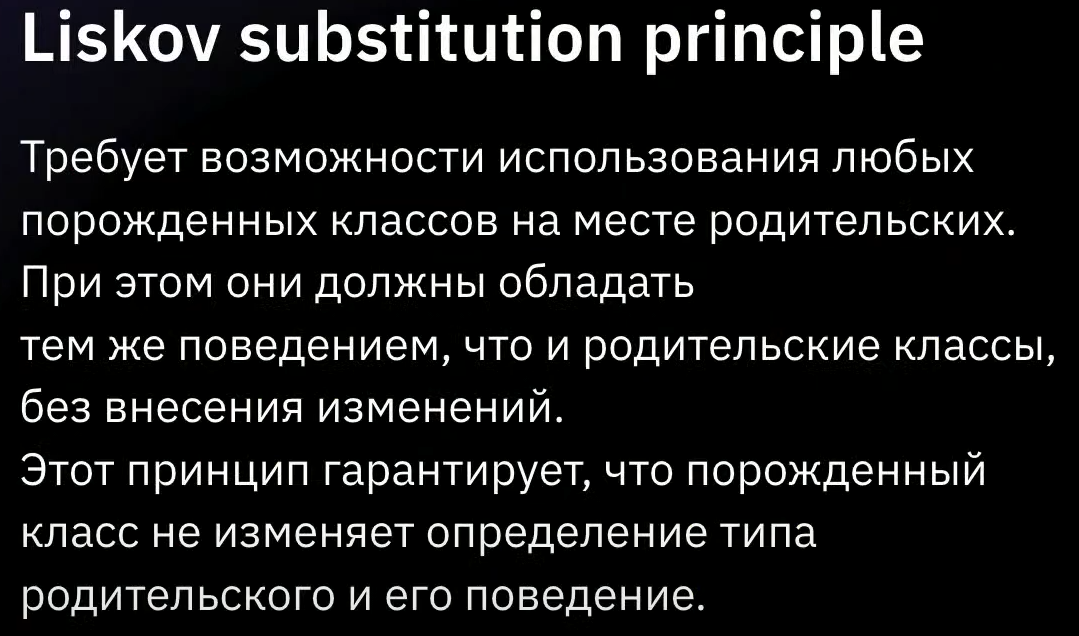 Liskov substitution principle
Требует возможности использования любых
порожденных классов на месте родительских.
При этом они должны обладать
тем же поведением, что и родительские классы,
без внесения изменений.
Этот принцип гарантирует, что порожденный
класс не изменяет определение типа
родительского и его поведение.